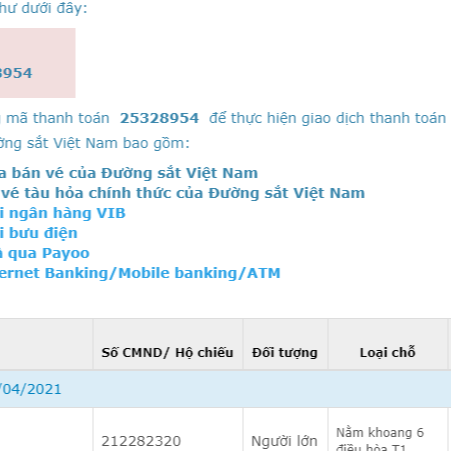 hư dưới đây:
8954
mã thanh toán 25328954 để thực hiện giao dịch thanh toán
ờng sắt Việt Nam bao gồm:
a bán vé của Đường sắt Việt Nam
vé tàu hỏa chính thức của Đường sắt Việt Nam
i ngân hàng VIB
i bưu điện
qua Payoo
ernet Banking/Mobile banking/ATM
Số CMND/ Hộ chiếu Đối tượng Loại chỗ
/04/2021
212282320 Người lớn Nằm khoang 6
điều hòa T1